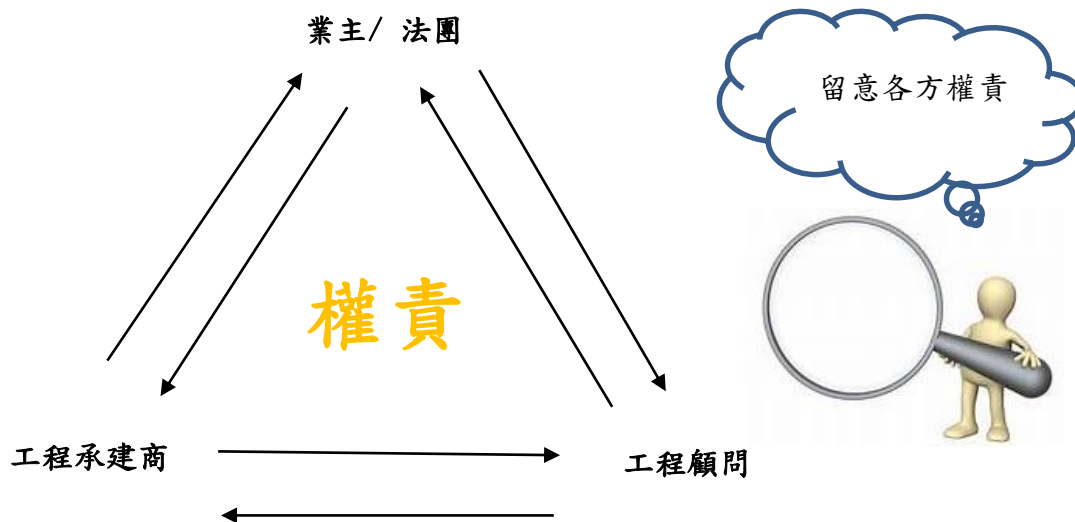 業主/ 法團
留意各方權責
權責
工程承建商
工程顧問